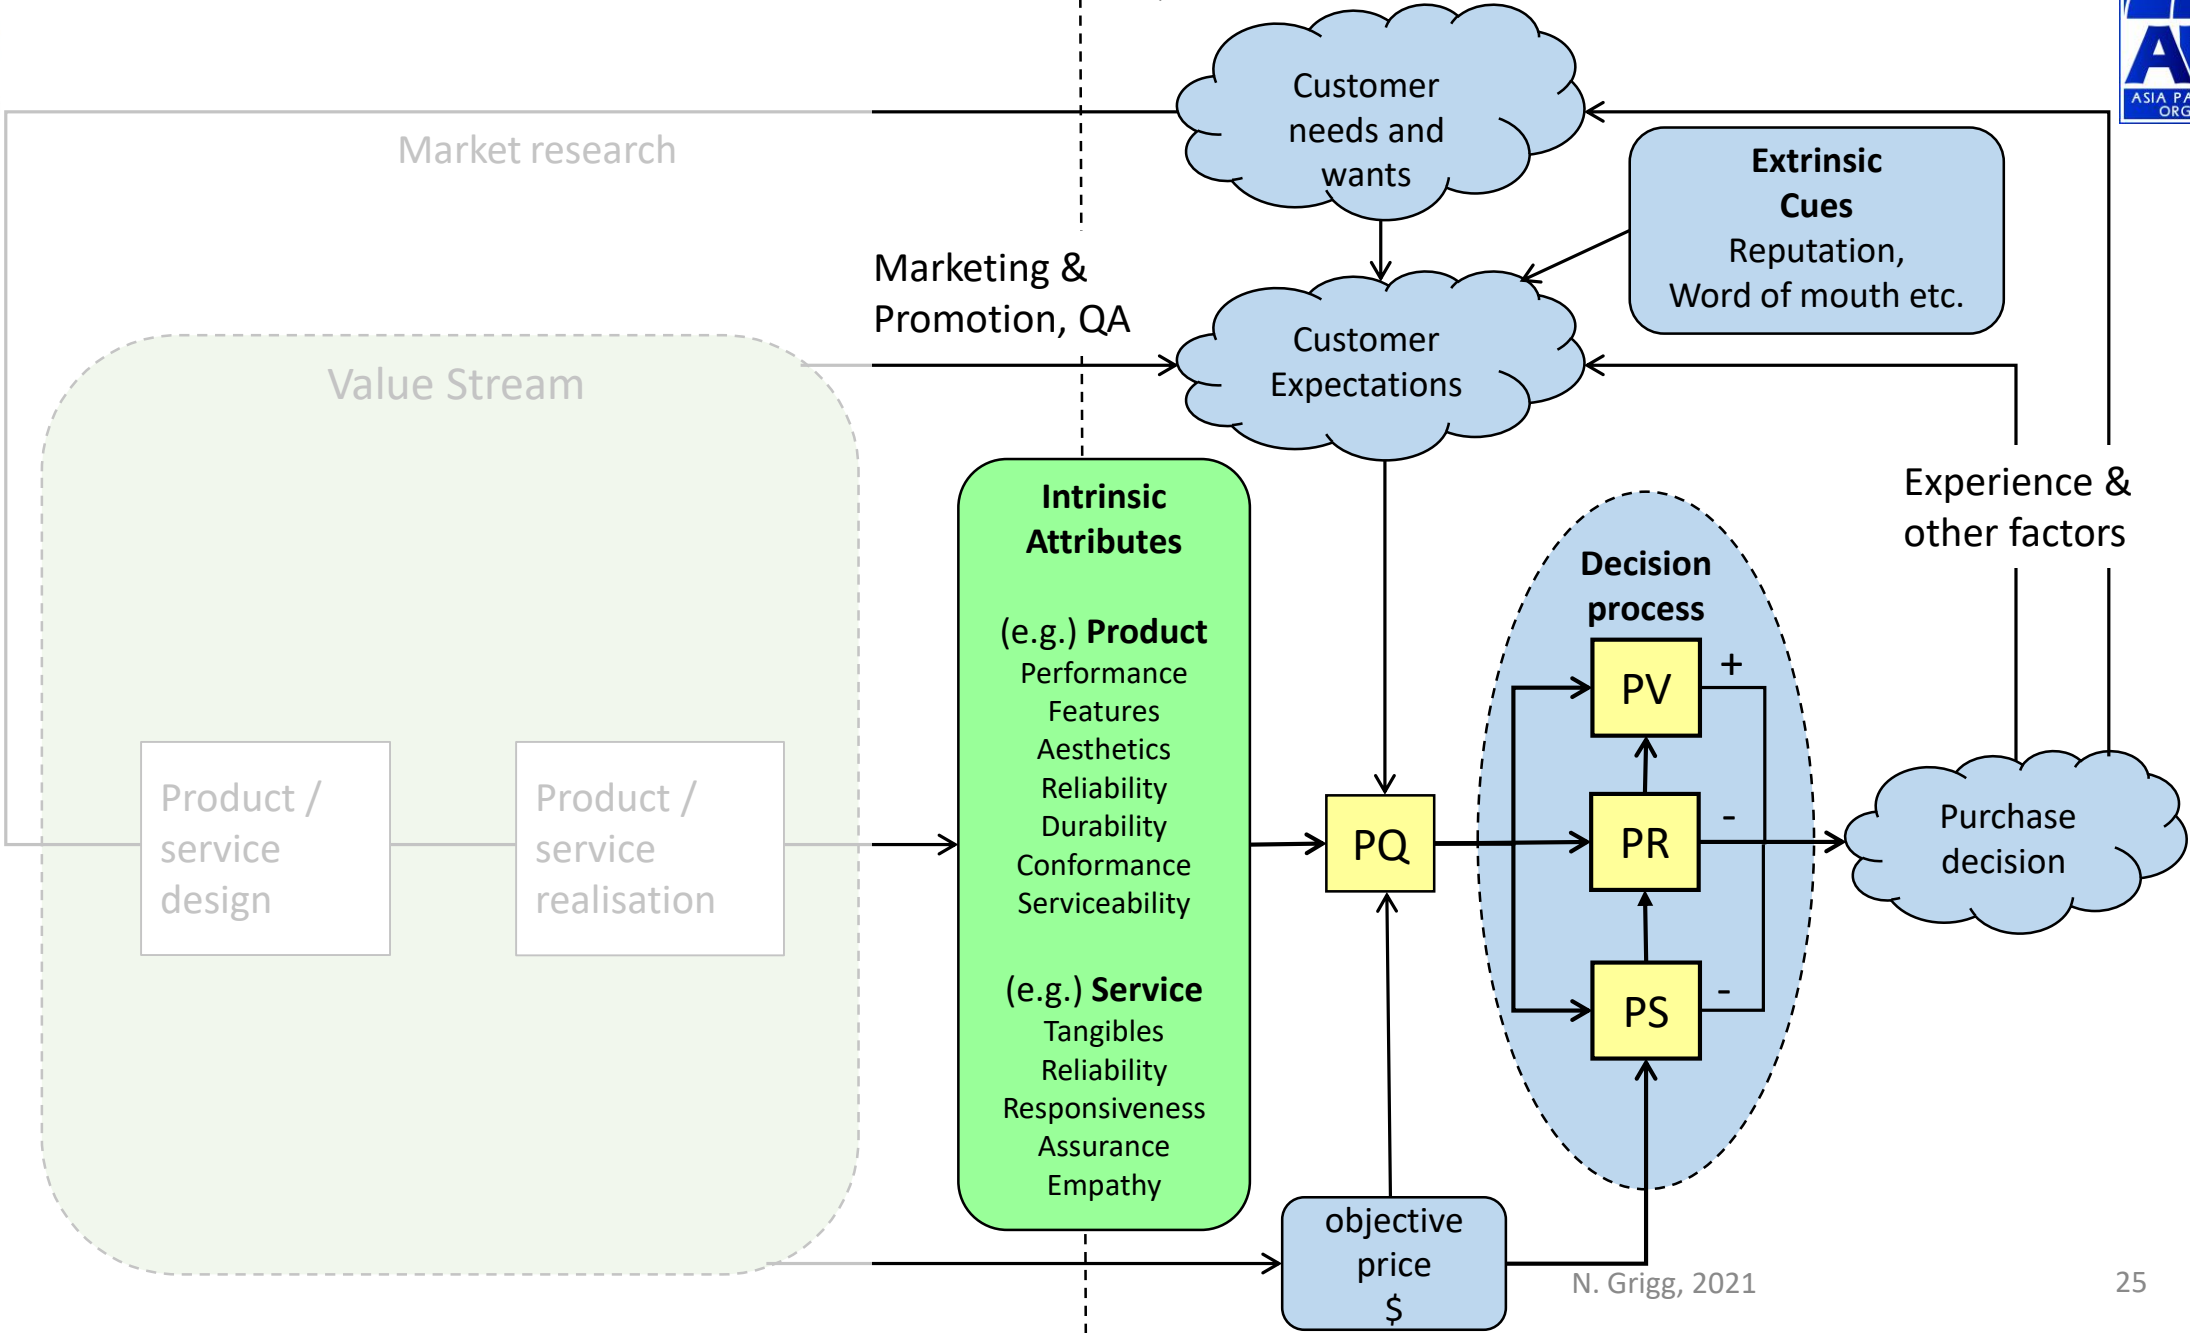 Customer
needs and
wants
ASIA
Market research
Extrinsic
Cues
Reputation,
Word of mouth etc.
Marketing &
Promotion, QA
Customer
Expectations
Value Stream
Intrinsic
Attributes
(e.g.) Product
Performance
Features
Aesthetics
Reliability
Durability
Conformance
Serviceability
(e.g.) Service
Tangibles
Reliability
Responsiveness
Assurance
Empathy
Experience &
other factors
Decision
process
PV
+
PR
-
PS
-
PQ
Product /
service
design
Product /
service
realisation
Purchase
decision
objective
price
$
N. Grigg, 2021
25